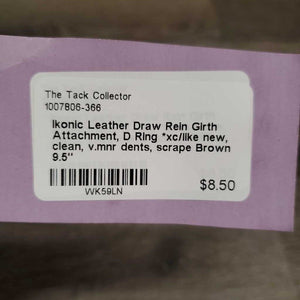 The Tack Collector
1007806-366
Ikonic Leather Draw Rein Girth
Attachment, D Ring *xc/like new,
clean, v.mnr dents, scrape Brown
9.5"
WK59LN
$8.50